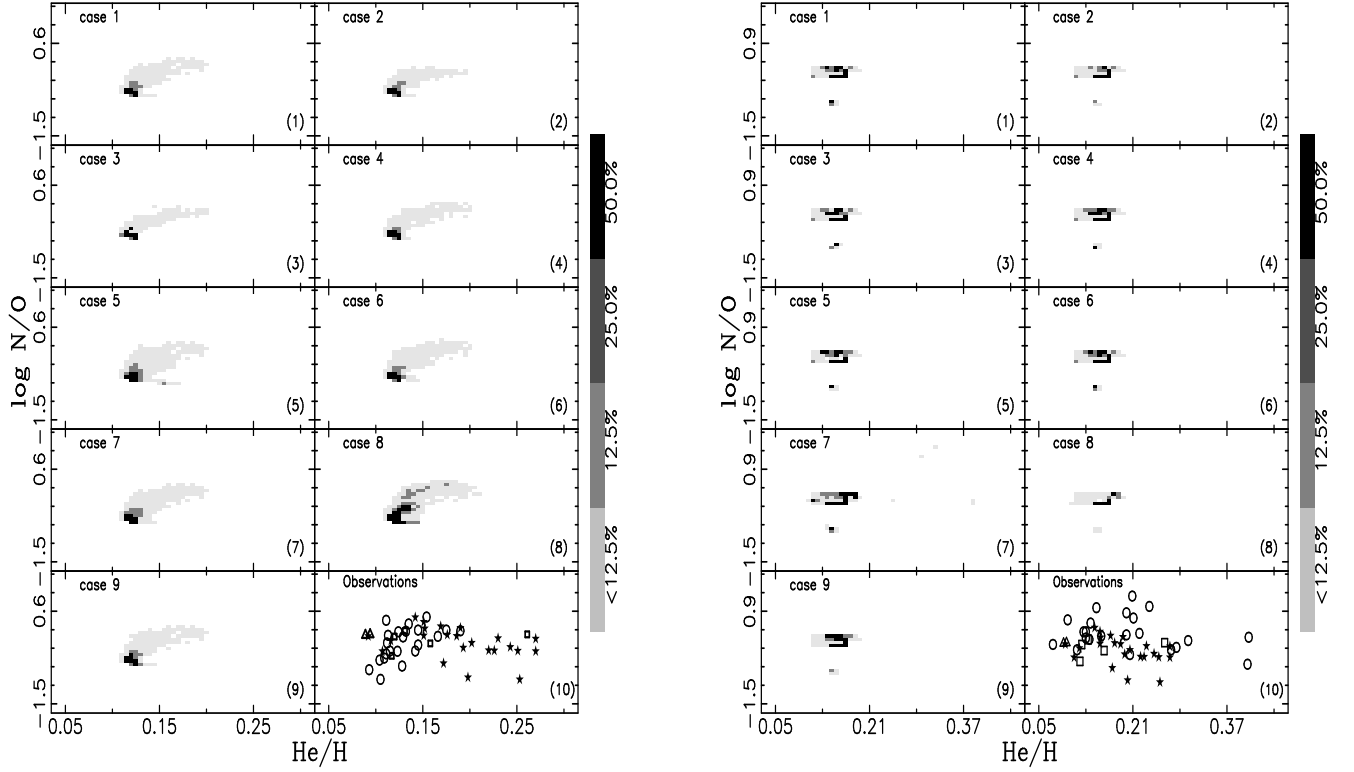 case 1
(1)
case 2
(2)
case 3
(3)
case 4
(4)
case 5
(5)
case 6
(6)
case 7
(7)
case 8
(8)
case 9
(9)
Observations
(10)
0.6
−1.5
0.6
−1.5
0.6
−1.5
0.6
−1.5
0.6
−1.5
log N/O
0.05
0.15
0.25
0.05
0.15
0.25
He/H
50.0%
25.0%
12.5%
<12.5%
case 1
(1)
case 2
(2)
case 3
(3)
case 4
(4)
case 5
(5)
case 6
(6)
case 7
(7)
case 8
(8)
case 9
(9)
Observations
(10)
0.9
−1.5
0.9
−1.5
0.9
−1.5
0.9
−1.5
0.9
−1.5
log N/O
0.05
0.21
0.37
0.05
0.21
0.37
He/H
50.0%
25.0%
12.5%
<12.5%